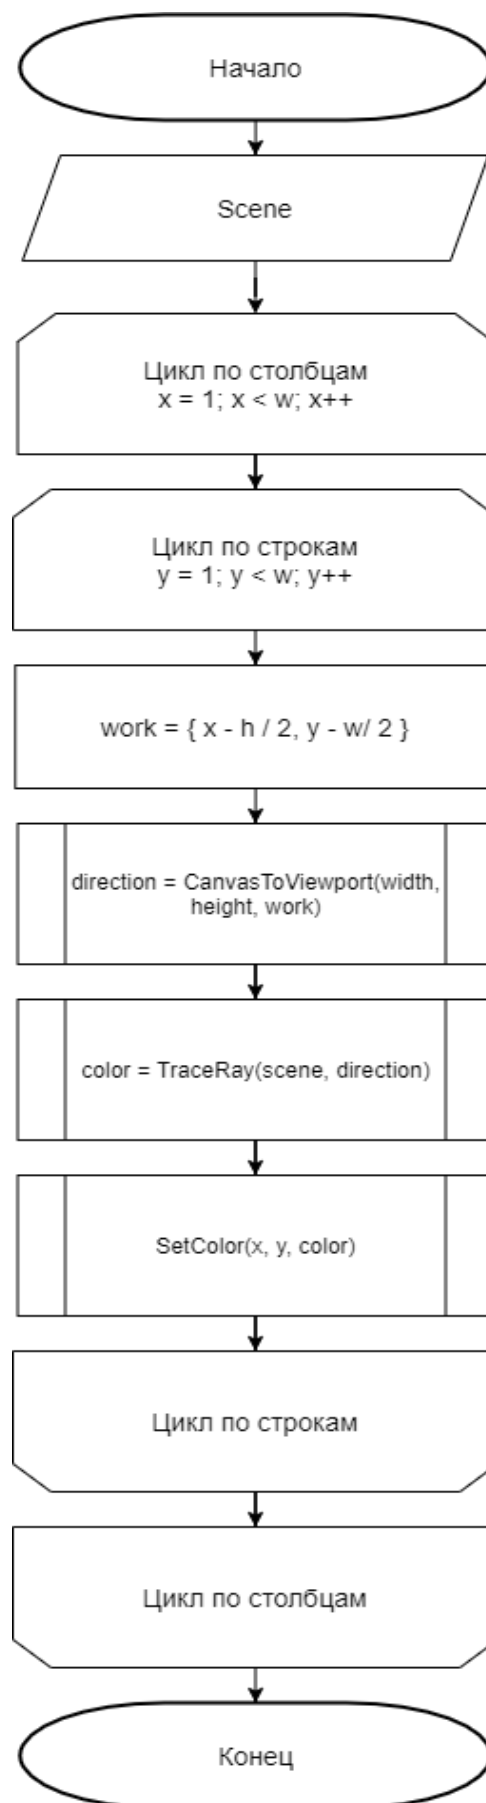 Начало
Scene
Цикл по столбцам
x = 1; x < w; x++
Цикл по строкам
y = 1; y < w; y++
work = { x - h / 2, y - w/ 2 }
direction = CanvasToViewport(width,
height, work)
color = TraceRay(scene, direction)
SetColor(x, y, color)
Цикл по строкам
Цикл по столбцам
Конец